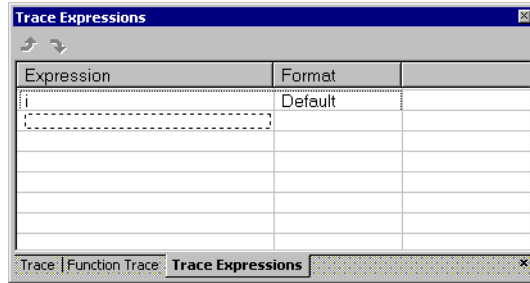 Trace Expressions
Expression Format
i Default
Trace Function Trace Trace Expressions